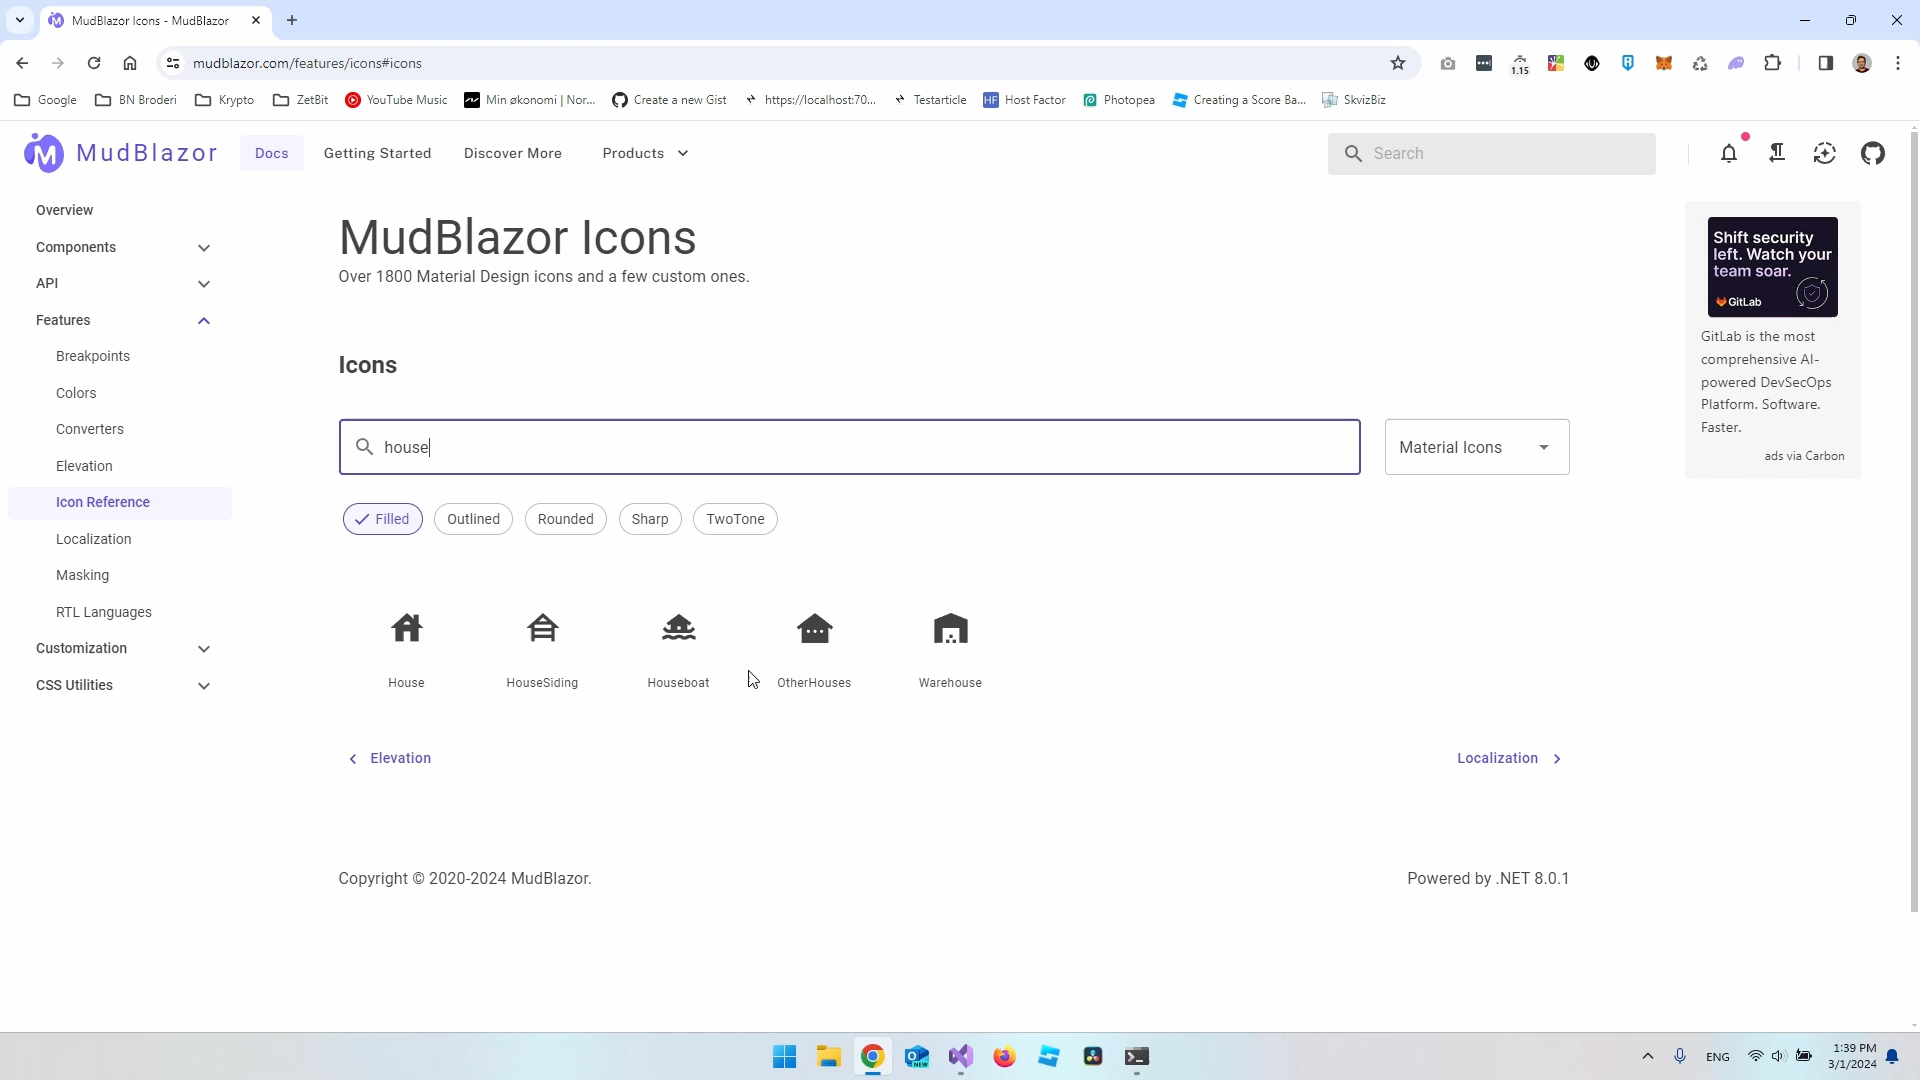 MudBlazor Icons - MudBlazor
mudblazor.com/features/icons#icons
1.15
Google
BN Broderi
Krypto
ZetBit
YouTube Music
Min økonomi | Nor...
Create a new Gist
https://localhost:70...
Testarticle
HF Host Factor
Photopea
Creating a Score Ba...
SkvizBiz
MudBlazor
Docs
Getting Started
Discover More
Products
Search
Overview
Components
API
Features
Breakpoints
Colors
Converters
Elevation
Icon Reference
Localization
Masking
RTL Languages
Customization
CSS Utilities
MudBlazor Icons
Over 1800 Material Design icons and a few custom ones.
Icons
house
Material Icons
Filled
Outlined
Rounded
Sharp
TwoTone
House
HouseSiding
Houseboat
OtherHouses
Warehouse
Elevation
Localization
Copyright © 2020-2024 MudBlazor.
Powered by .NET 8.0.1
Shift security
left. Watch your
team soar.
GitLab
GitLab is the most
comprehensive AI-
powered DevSecOps
Platform. Software.
Faster.
ads via Carbon
NEW
ENG
1:39 PM
3/1/2024